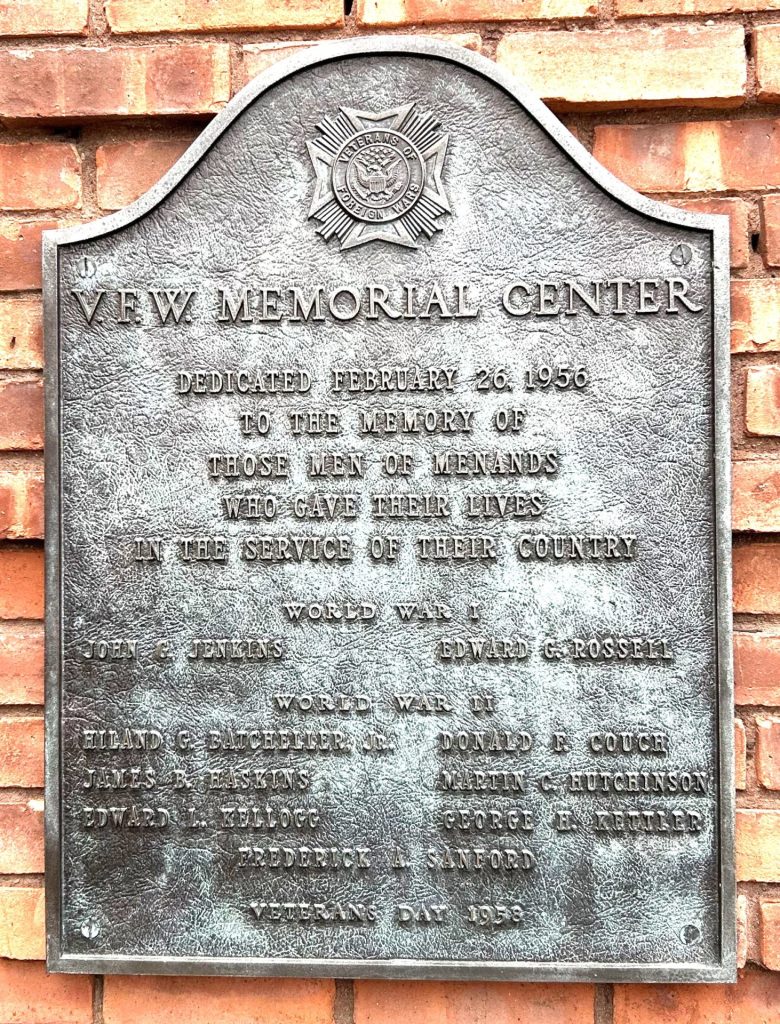 VETERANS OF
FOREIGN WARS
V.F.W. MEMORIAL CENTER
DEDICATED FEBRUARY 26, 1956
TO THE MEMORY OF
THOSE MEN OF MENANDS
WHO GAVE THEIR LIVES
IN THE SERVICE OF THEIR COUNTRY
WORLD WAR I
JOHN G. JENKINS EDWARD G. ROSSELL
WORLD WAR II
HILAND G. BATCHELLER, JR. DONALD F. COUCH
JAMES B. HASKINS MARTIN C. HUTCHINSON
EDWARD L. KELLOGG GEORGE H. KETTLER
FREDERICK A. SANFORD
VETERANS DAY 1958